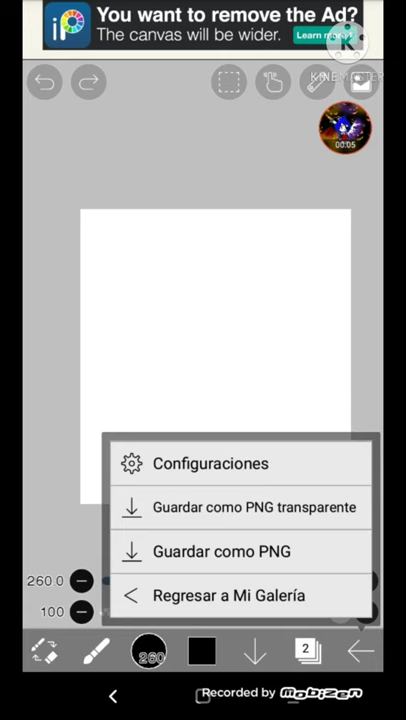 iP
You want to remove the Ad?
The canvas will be wider.
Learn more?
KINEMASTER
00:05
Configuraciones
Guardar como PNG transparente
Guardar como PNG
Regresar a Mi Galería
260.0
100
260
2
Recorded by Mobizen